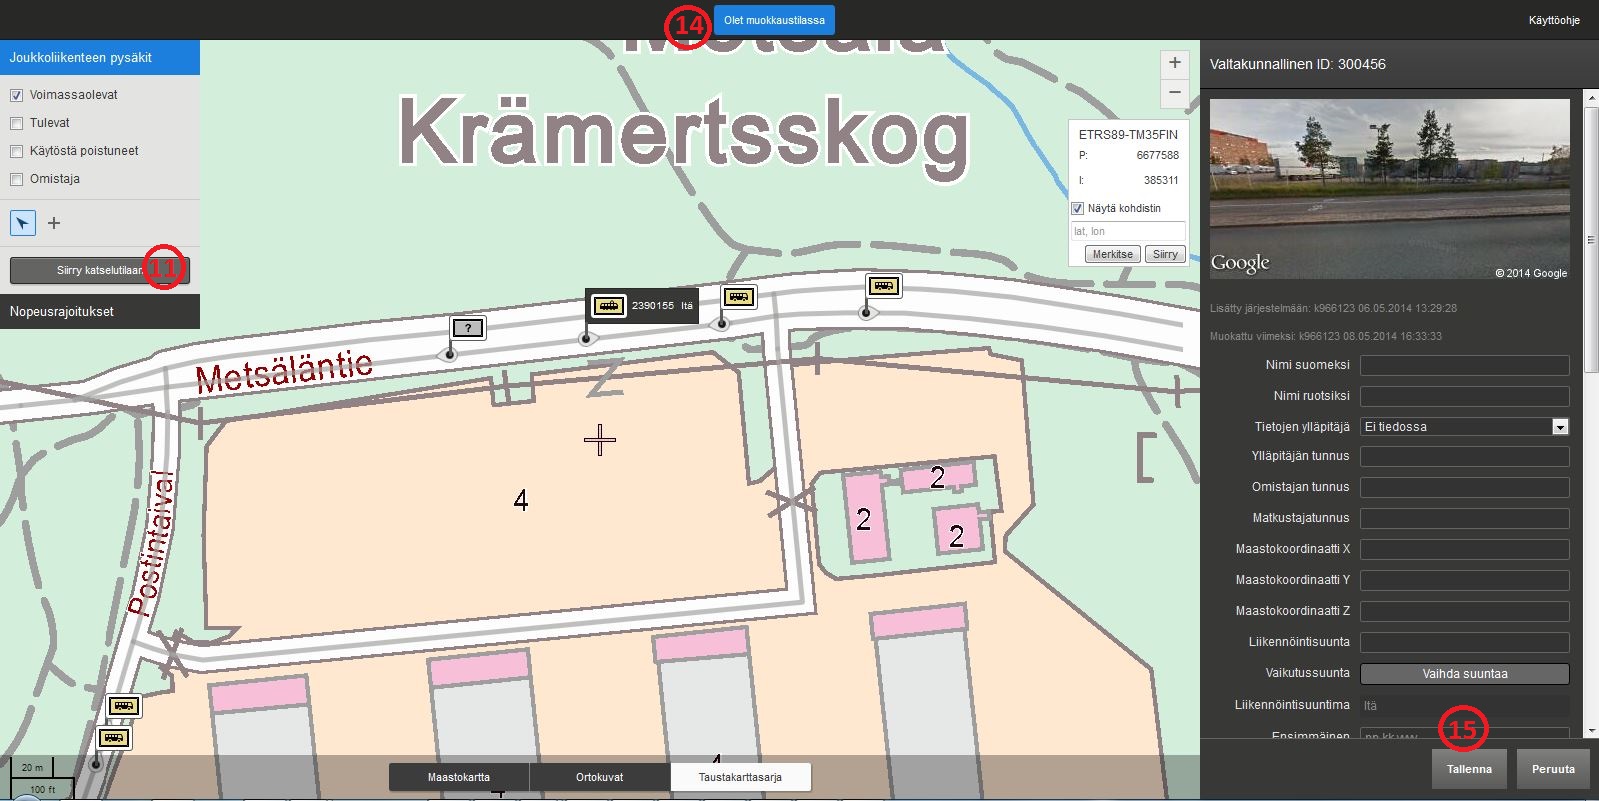 14
Olet muokkaustilassa
Käyttöohje
Joukkoliikenteen pysäkit
Voimassaolevat
Tulevat
Käytöstä poistuneet
Omistaja
Siirry katselutilaan
11
Nopeusrajoitukset
Metsälä
Krämertsskog
+
−
ETRS89-TM35FIN
P: 6677588
I: 385311
Näytä kohdistin
lat, lon
Merkitse
Siirry
?
2390155 Itä
Metsäläntie
Postintaival
4
2
2
2
4
20 m
100 ft
Maastokartta
Ortokuvat
Taustakarttasarja
Valtakunnallinen ID: 300456
Google
© 2014 Google
Lisätty järjestelmään: k966123 06.05.2014 13:29:28
Muokattu viimeksi: k966123 08.05.2014 16:33:33
Nimi suomeksi
Nimi ruotsiksi
Tietojen ylläpitäjä Ei tiedossa
Ylläpitäjän tunnus
Omistajan tunnus
Matkustajatunnus
Maastokoordinaatti X
Maastokoordinaatti Y
Maastokoordinaatti Z
Liikennöintisuunta
Vaikutussuunta Vaihda suuntaa
Liikennöintisuuntima Itä
Ensimmäinen pp.kk.vvvv
15
Tallenna
Peruuta